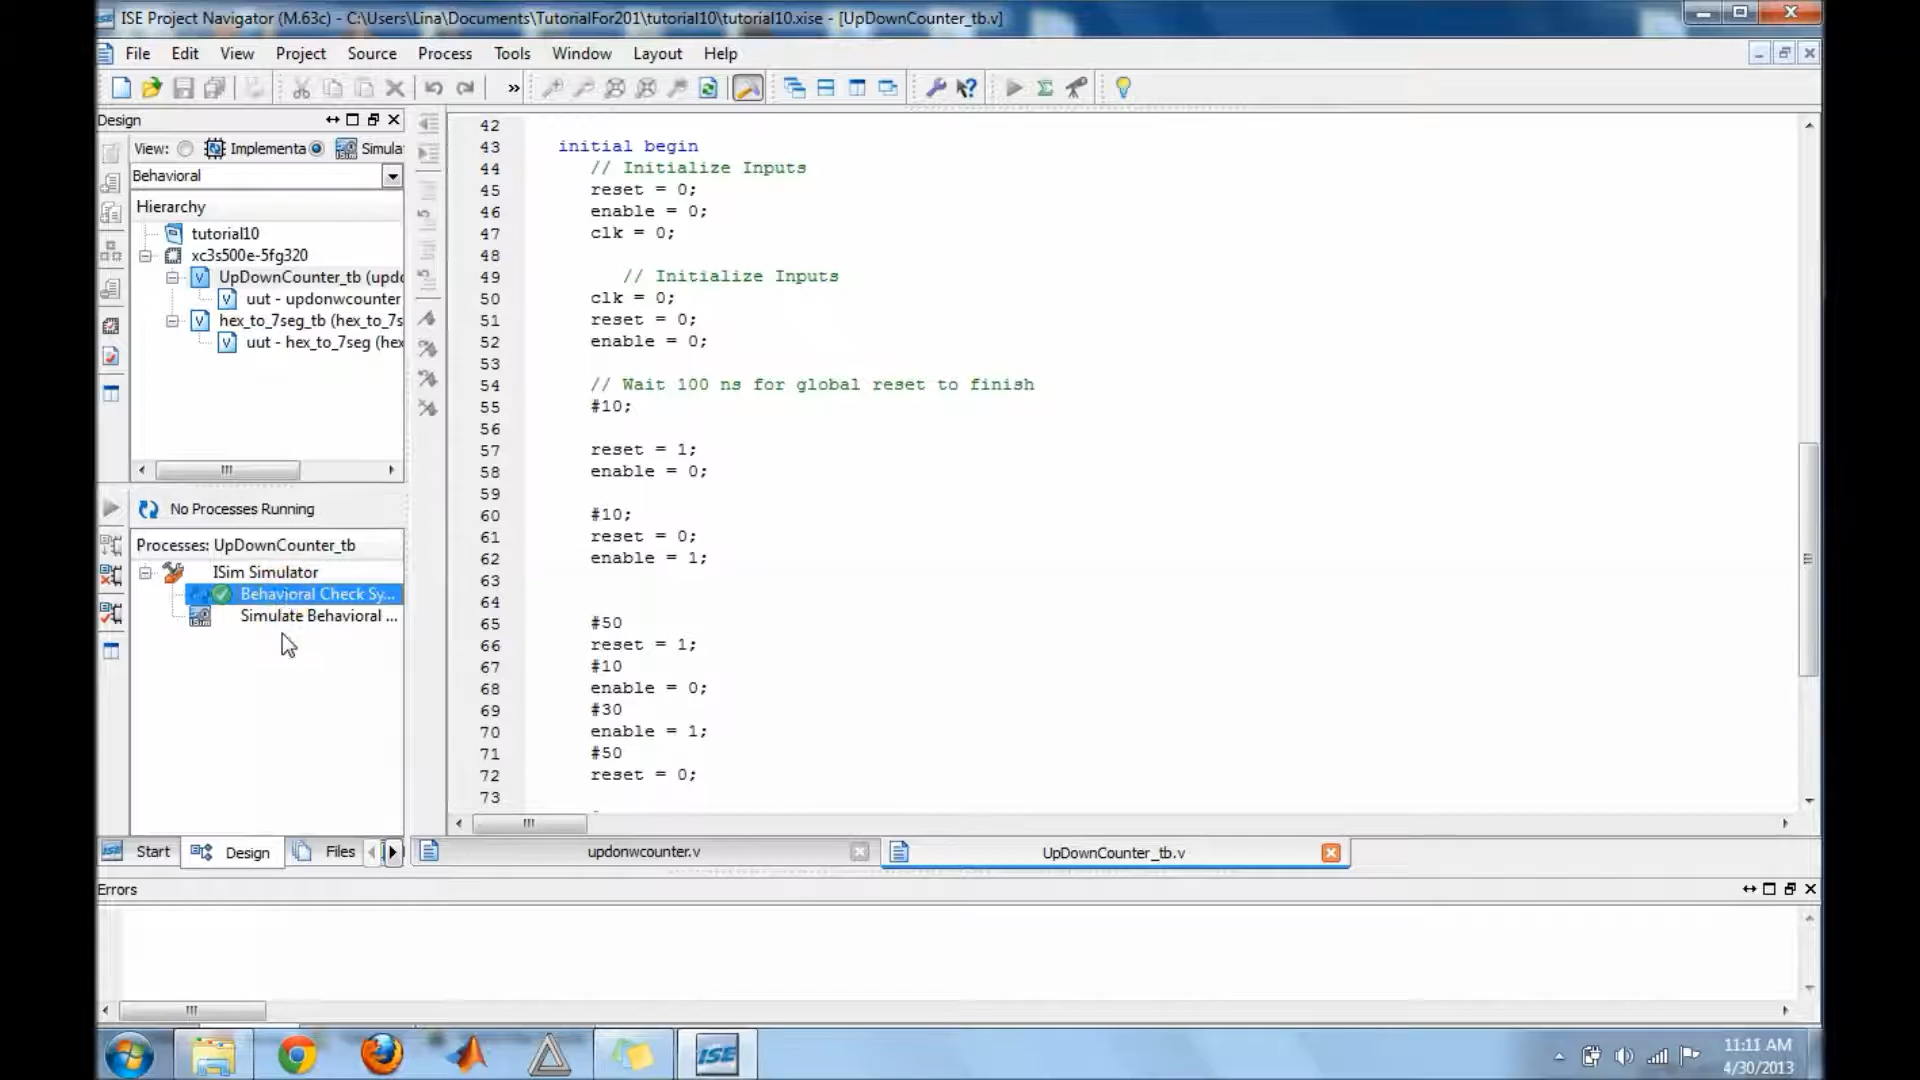 ISE Project Navigator (M.63c) - C:\Users\Lina\Documents\TutorialFor201\tutorial10\tutorial10.xise - [UpDownCounter_tb.v]
File Edit View Project Source Process Tools Window Layout Help
»
Design
View: Implementa Simula
Behavioral
Hierarchy
tutorial10
xc3s500e-5fg320
UpDownCounter_tb (updo
uut - updonwcounter
hex_to_7seg_tb (hex_to_7s
uut - hex_to_7seg (hex
No Processes Running
Processes: UpDownCounter_tb
ISim Simulator
Behavioral Check Sy...
Simulate Behavioral ...
Start Design Files
42
43 initial begin
44 // Initialize Inputs
45 reset = 0;
46 enable = 0;
47 clk = 0;
48
49 // Initialize Inputs
50 clk = 0;
51 reset = 0;
52 enable = 0;
53
54 // Wait 100 ns for global reset to finish
55 #10;
56
57 reset = 1;
58 enable = 0;
59
60 #10;
61 reset = 0;
62 enable = 1;
63
64
65 #50
66 reset = 1;
67 #10
68 enable = 0;
69 #30
70 enable = 1;
71 #50
72 reset = 0;
73
updonwcounter.v UpDownCounter_tb.v
Errors
ISE
11:11 AM
4/30/2013